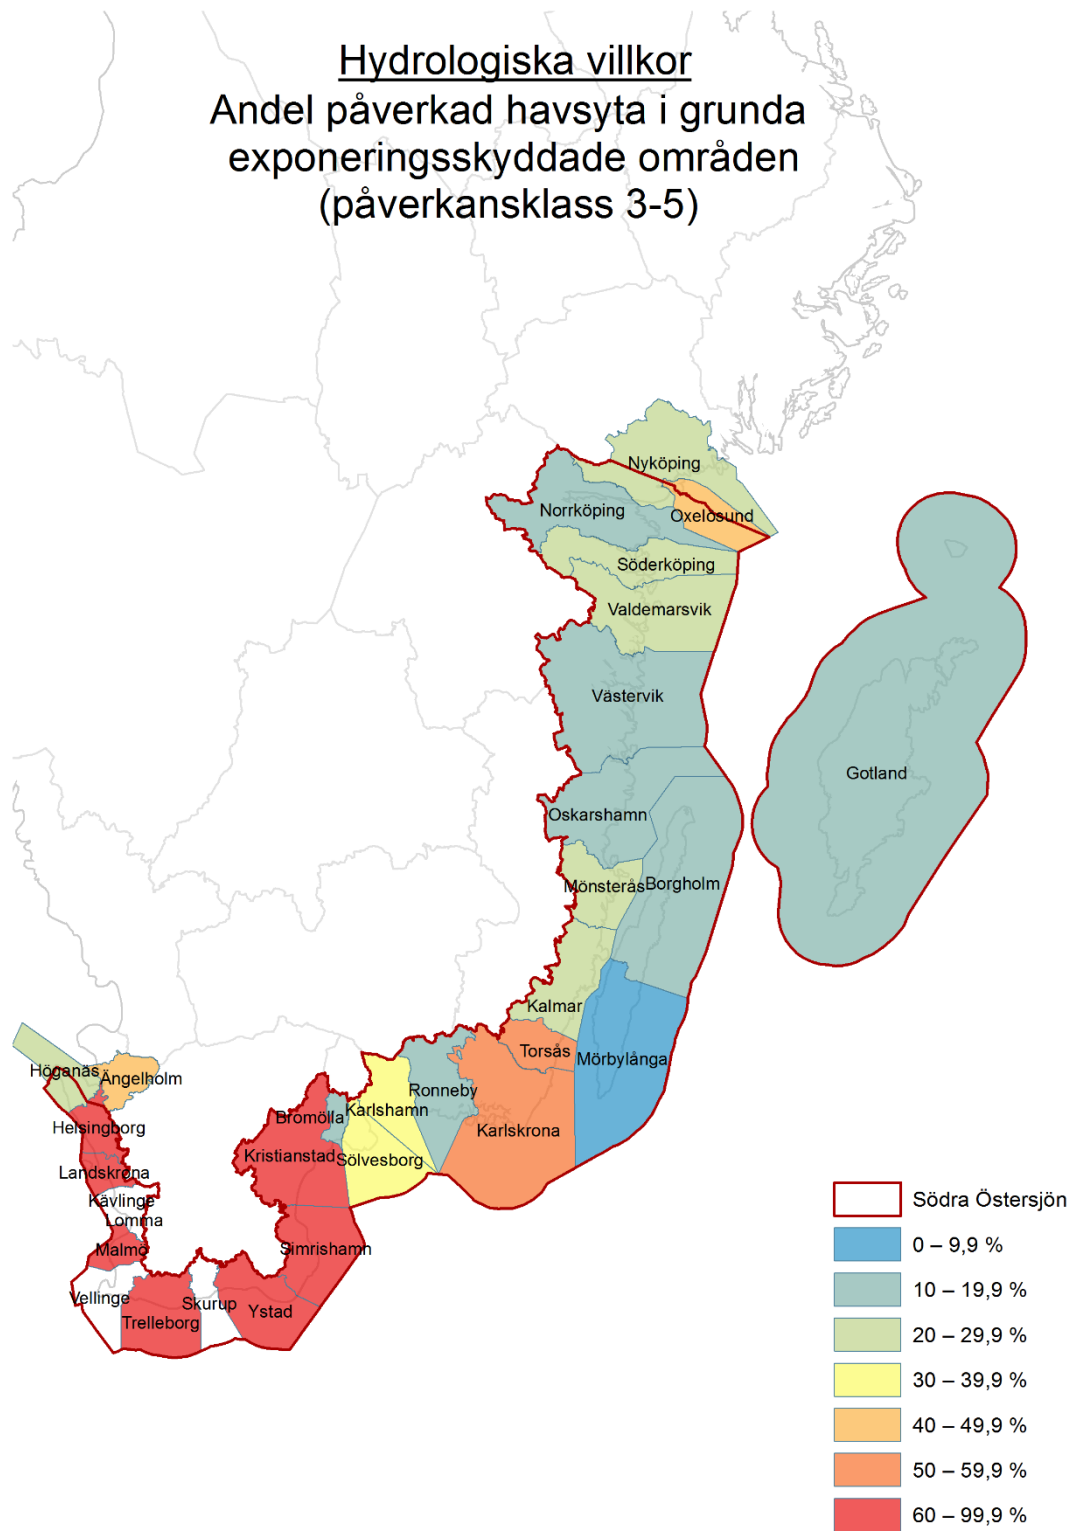 Hydrologiska villkor
Andel påverkad havsyta i grunda
exponeringsskyddade områden
(påverkansklass 3-5)
Nyköping
Norrköping
Oxelösund
Söderköping
Valdemarsvik
Västervik
Gotland
Oskarshamn
Mönsterås
Borgholm
Kalmar
Torsås
Mörbylånga
Höganäs
Ängelholm
Ronneby
Karlshamn
Bromölla
Helsingborg
Karlskrona
Kristianstad
Sölvesborg
Landskrona
Kävlinge
Lomma
Malmö
Simrishamn
Vellinge
Skurup
Ystad
Trelleborg
Södra Östersjön
0 – 9,9 %
10 – 19,9 %
20 – 29,9 %
30 – 39,9 %
40 – 49,9 %
50 – 59,9 %
60 – 99,9 %